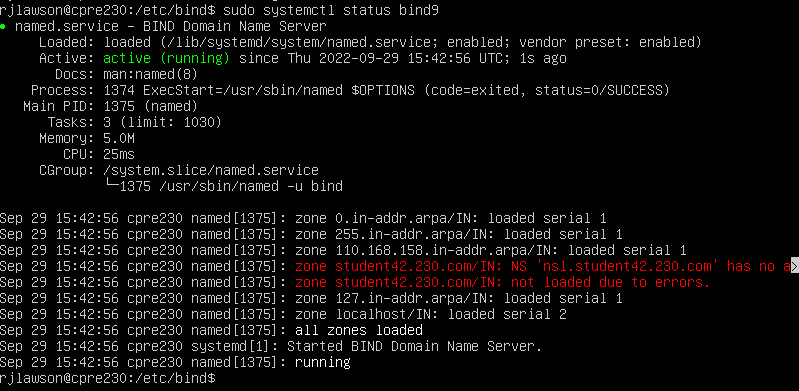 rjlawson@cpre230:/etc/bind$ sudo systemctl status bind9
● named.service - BIND Domain Name Server
Loaded: loaded (/lib/systemd/system/named.service; enabled; vendor preset: enabled)
Active: active (running) since Thu 2022-09-29 15:42:56 UTC; 1s ago
Docs: man:named(8)
Process: 1374 ExecStart=/usr/sbin/named $OPTIONS (code=exited, status=0/SUCCESS)
Main PID: 1375 (named)
Tasks: 3 (limit: 1030)
Memory: 5.0M
CPU: 25ms
CGroup: /system.slice/named.service
└─1375 /usr/sbin/named -u bind
Sep 29 15:42:56 cpre230 named[1375]: zone 0.in-addr.arpa/IN: loaded serial 1
Sep 29 15:42:56 cpre230 named[1375]: zone 255.in-addr.arpa/IN: loaded serial 1
Sep 29 15:42:56 cpre230 named[1375]: zone 110.168.158.in-addr.arpa/IN: loaded serial 1
Sep 29 15:42:56 cpre230 named[1375]: zone student42.230.com/IN: NS 'ns1.student42.230.com' has no a>
Sep 29 15:42:56 cpre230 named[1375]: zone student42.230.com/IN: not loaded due to errors.
Sep 29 15:42:56 cpre230 named[1375]: zone 127.in-addr.arpa/IN: loaded serial 1
Sep 29 15:42:56 cpre230 named[1375]: zone localhost/IN: loaded serial 2
Sep 29 15:42:56 cpre230 named[1375]: all zones loaded
Sep 29 15:42:56 cpre230 systemd[1]: Started BIND Domain Name Server.
Sep 29 15:42:56 cpre230 named[1375]: running
rjlawson@cpre230:/etc/bind$